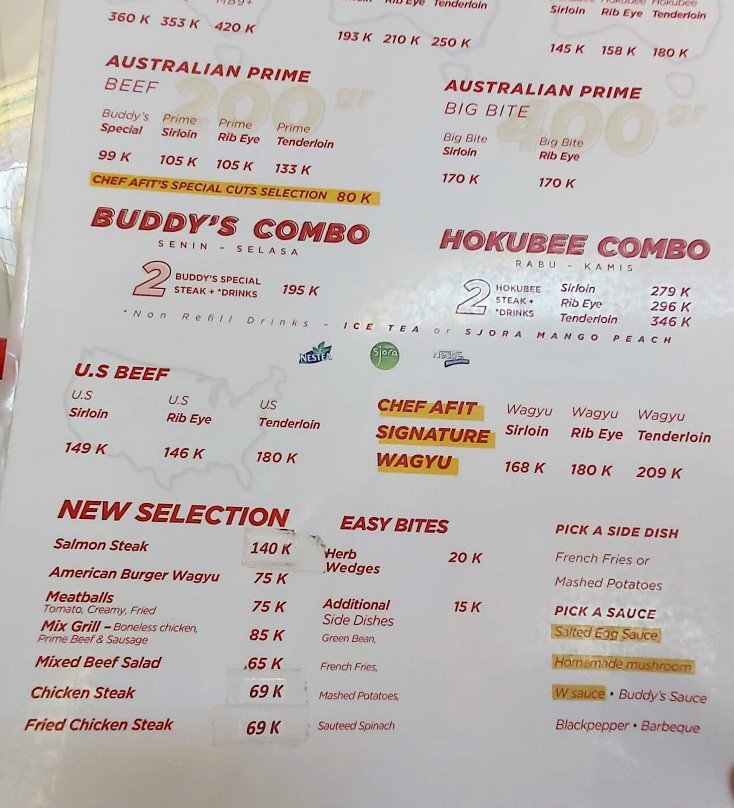 Rib Eye Tenderloin
Sirloin Rib Eye Tenderloin
360 K 353 K 420 K
193 K 210 K 250 K
145 K 158 K 180 K
AUSTRALIAN PRIME
BEEF
200 gr
Buddy's Special Prime Sirloin Prime Rib Eye Prime Tenderloin
99 K 105 K 105 K 133 K
CHEF AFIT'S SPECIAL CUTS SELECTION 80 K
AUSTRALIAN PRIME
BIG BITE
400 gr
Big Bite Sirloin Big Bite Rib Eye
170 K 170 K
BUDDY'S COMBO
SENIN - SELASA
2 BUDDY'S SPECIAL
STEAK + *DRINKS 195 K
HOKUBEE COMBO
RABU - KAMIS
2 HOKUBEE STEAK + *DRINKS
Sirloin 279 K
Rib Eye 296 K
Tenderloin 346 K
*Non Refill Drinks - ICE TEA or SJORA MANGO PEACH
NESTEA sjora NESTLE
U.S BEEF
U.S Sirloin U.S Rib Eye U.S Tenderloin
149 K 146 K 180 K
CHEF AFIT
SIGNATURE
WAGYU
Wagyu Wagyu Wagyu
Sirloin Rib Eye Tenderloin
168 K 180 K 209 K
NEW SELECTION
Salmon Steak 140 K
American Burger Wagyu 75 K
Meatballs 75 K
Tomato, Creamy, Fried
Mix Grill – Boneless chicken, 85 K
Prime Beef & Sausage
Mixed Beef Salad 65 K
Chicken Steak 69 K
Fried Chicken Steak 69 K
EASY BITES
Herb 20 K
Wedges
Additional 15 K
Side Dishes
Green Bean,
French Fries,
Mashed Potatoes,
Sauteed Spinach
PICK A SIDE DISH
French Fries or
Mashed Potatoes
PICK A SAUCE
Salted Egg Sauce
Homemade mushroom
W sauce • Buddy's Sauce
Blackpepper • Barbeque